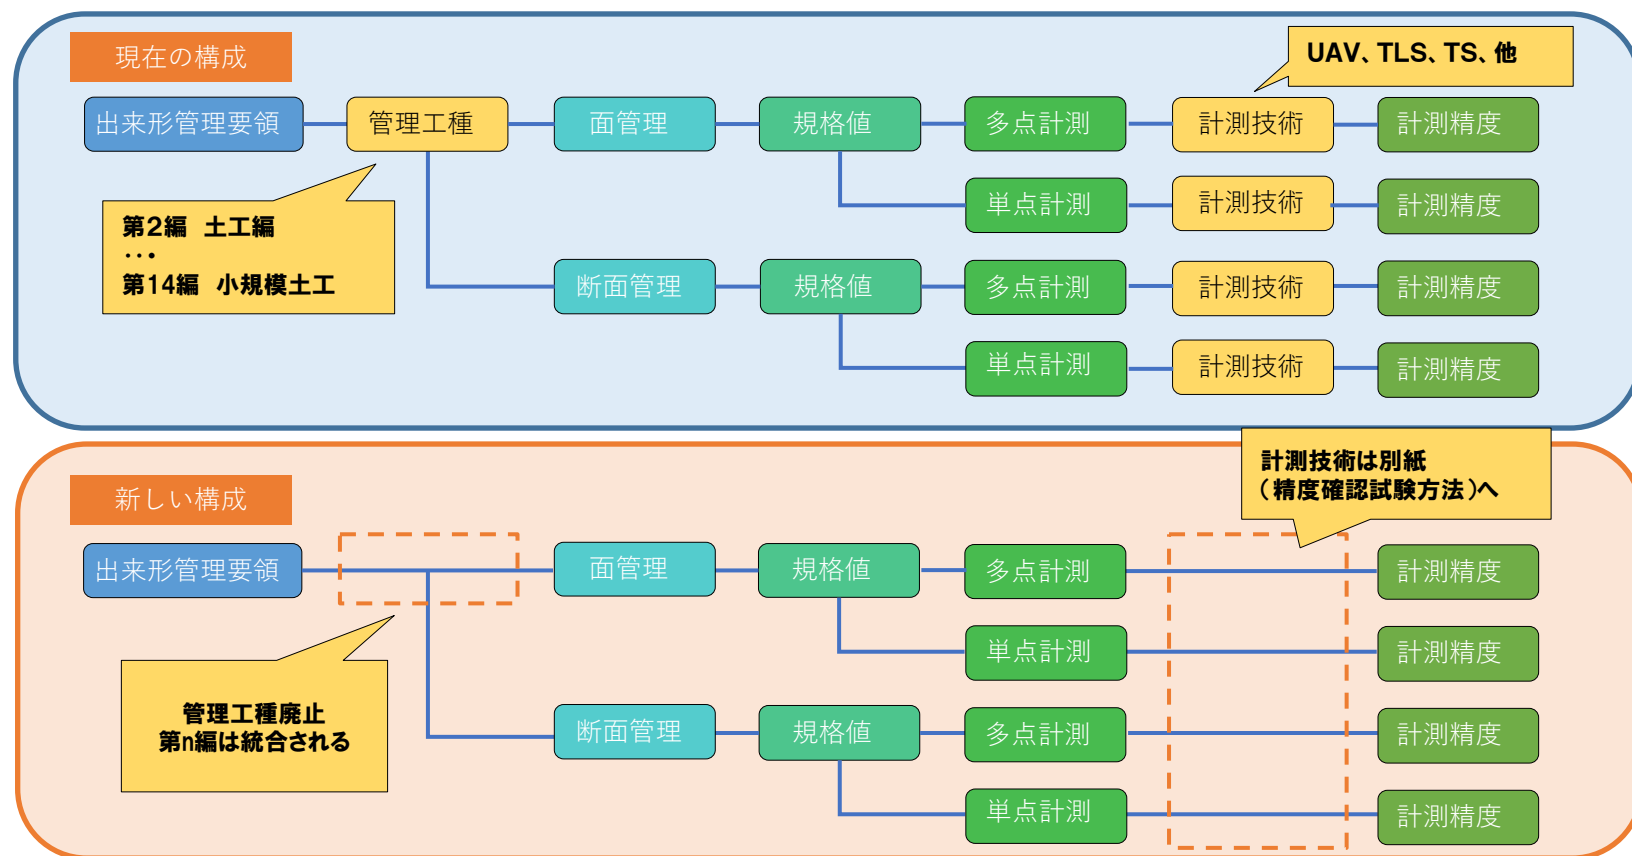 現在の構成
UAV、TLS、TS、他
出来形管理要領
管理工種
面管理
規格値
多点計測
計測技術
計測精度
単点計測
計測技術
計測精度
第2編 土工編
・・・
第14編 小規模土工
断面管理
規格値
多点計測
計測技術
計測精度
単点計測
計測技術
計測精度
計測技術は別紙
(精度確認試験方法)へ
新しい構成
出来形管理要領
面管理
規格値
多点計測
計測精度
単点計測
計測精度
管理工種廃止
第n編は統合される
断面管理
規格値
多点計測
計測精度
単点計測
計測精度